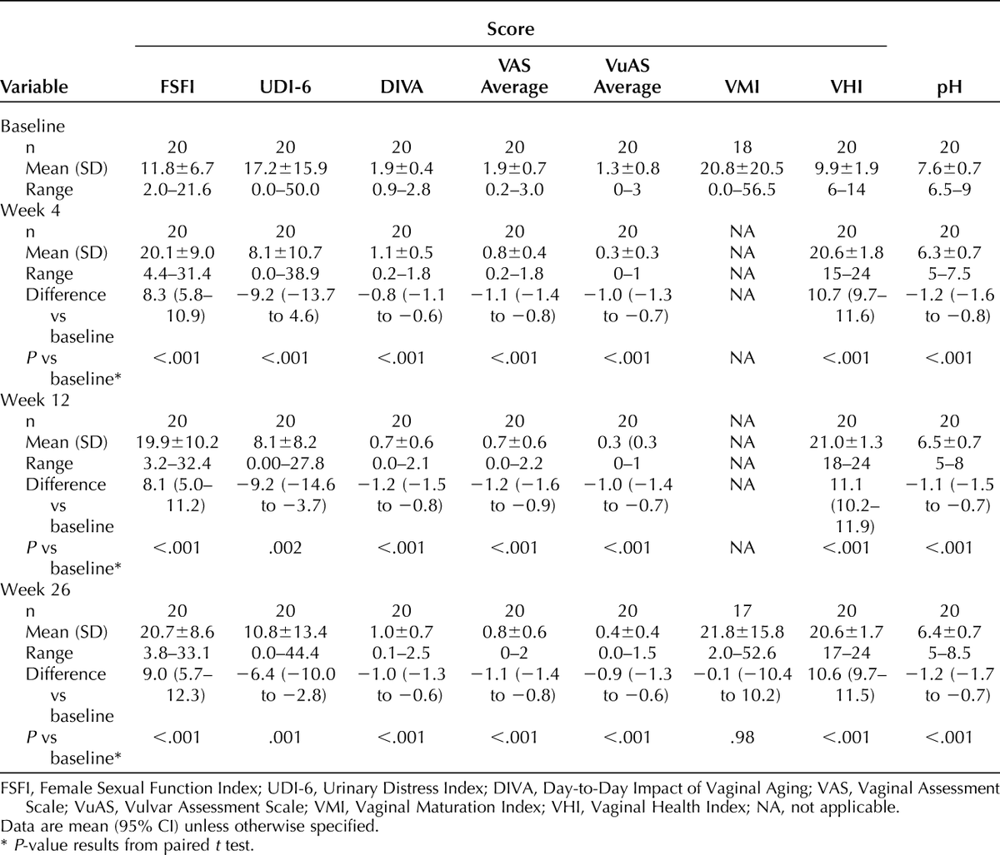 Score
Variable FSFI UDI-6 DIVA VAS Average VuAS Average VMI VHI pH
Baseline
n 20 20 20 20 20 18 20 20
Mean (SD) 11.8±6.7 17.2±15.9 1.9±0.4 1.9±0.7 1.3±0.8 20.8±20.5 9.9±1.9 7.6±0.7
Range 2.0–21.6 0.0–50.0 0.9–2.8 0.2–3.0 0–3 0.0–56.5 6–14 6.5–9
Week 4
n 20 20 20 20 20 NA 20 20
Mean (SD) 20.1±9.0 8.1±10.7 1.1±0.5 0.8±0.4 0.3±0.3 NA 20.6±1.8 6.3±0.7
Range 4.4–31.4 0.0–38.9 0.2–1.8 0.2–1.8 0–1 NA 15–24 5–7.5
Difference 8.3 (5.8– −9.2 (−13.7 −0.8 (−1.1 −1.1 (−1.4 −1.0 (−1.3 NA 10.7 (9.7– −1.2 (−1.6
vs 10.9) to 4.6) to −0.6) to −0.8) to −0.7) 11.6) to −0.8)
baseline
P vs <.001 <.001 <.001 <.001 <.001 NA <.001 <.001
baseline*
Week 12
n 20 20 20 20 20 NA 20 20
Mean (SD) 19.9±10.2 8.1±8.2 0.7±0.6 0.7±0.6 0.3 (0.3 NA 21.0±1.3 6.5±0.7
Range 3.2–32.4 0.00–27.8 0.0–2.1 0.0–2.2 0–1 NA 18–24 5–8
Difference 8.1 (5.0– −9.2 (−14.6 −1.2 (−1.5 −1.2 (−1.6 −1.0 (−1.4 NA 11.1 −1.1 (−1.5
vs 11.2) to −3.7) to −0.8) to −0.9) to −0.7) (10.2– to −0.7)
baseline 11.9)
P vs <.001 .002 <.001 <.001 <.001 NA <.001 <.001
baseline*
Week 26
n 20 20 20 20 20 17 20 20
Mean (SD) 20.7±8.6 10.8±13.4 1.0±0.7 0.8±0.6 0.4±0.4 21.8±15.8 20.6±1.7 6.4±0.7
Range 3.8–33.1 0.0–44.4 0.1–2.5 0–2 0.0–1.5 2.0–52.6 17–24 5–8.5
Difference 9.0 (5.7– −6.4 (−10.0 −1.0 (−1.3 −1.1 (−1.4 −0.9 (−1.3 −0.1 (−10.4 10.6 (9.7– −1.2 (−1.7
vs 12.3) to −2.8) to −0.6) to −0.8) to −0.6) to 10.2) 11.5) to −0.7)
baseline
P vs <.001 .001 <.001 <.001 <.001 .98 <.001 <.001
baseline*
FSFI, Female Sexual Function Index; UDI-6, Urinary Distress Index; DIVA, Day-to-Day Impact of Vaginal Aging; VAS, Vaginal Assessment
Scale; VuAS, Vulvar Assessment Scale; VMI, Vaginal Maturation Index; VHI, Vaginal Health Index; NA, not applicable.
Data are mean (95% CI) unless otherwise specified.
* P-value results from paired t test.